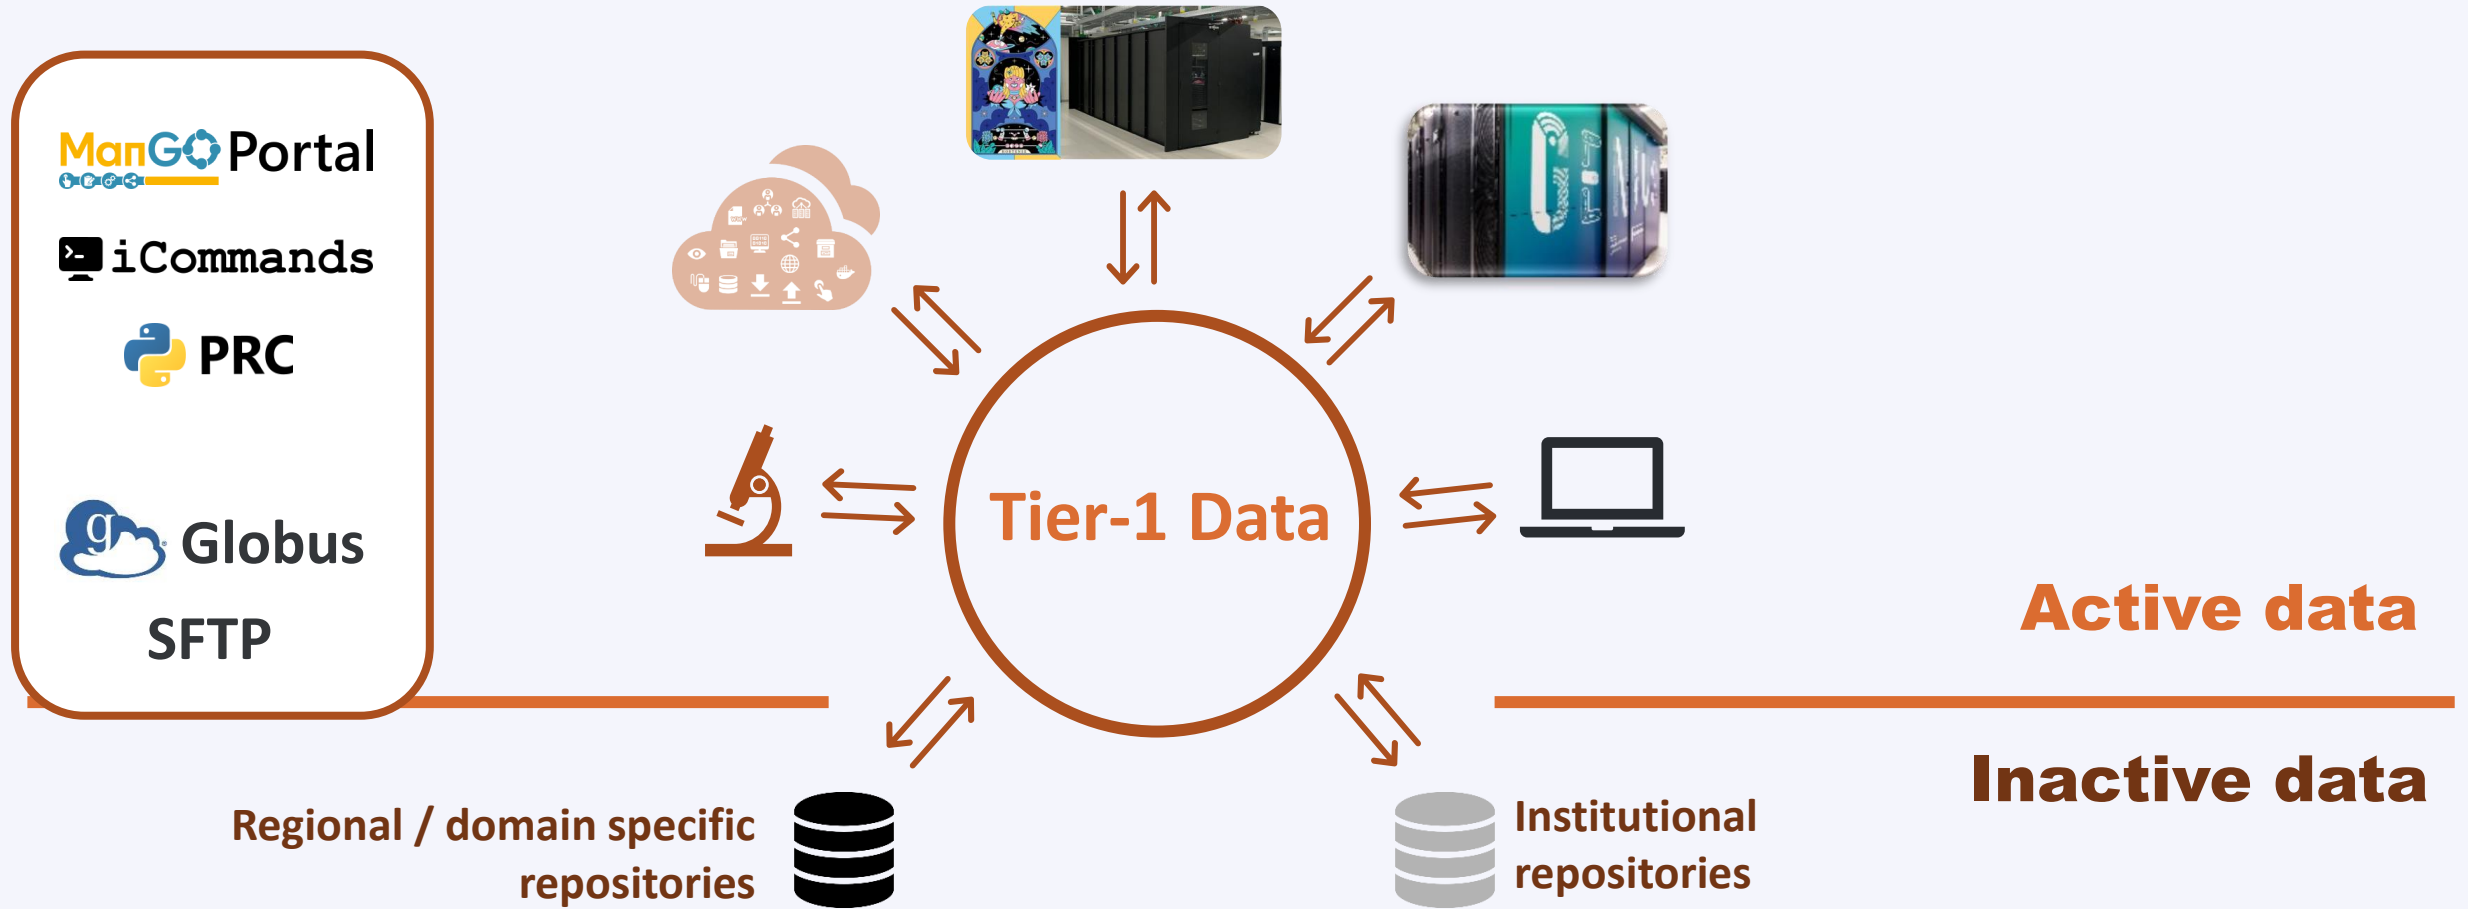 ManGO Portal
iCommands
PRC
Globus
SFTP
Tier-1 Data
Active data
Inactive data
Regional / domain specific
repositories
Institutional
repositories